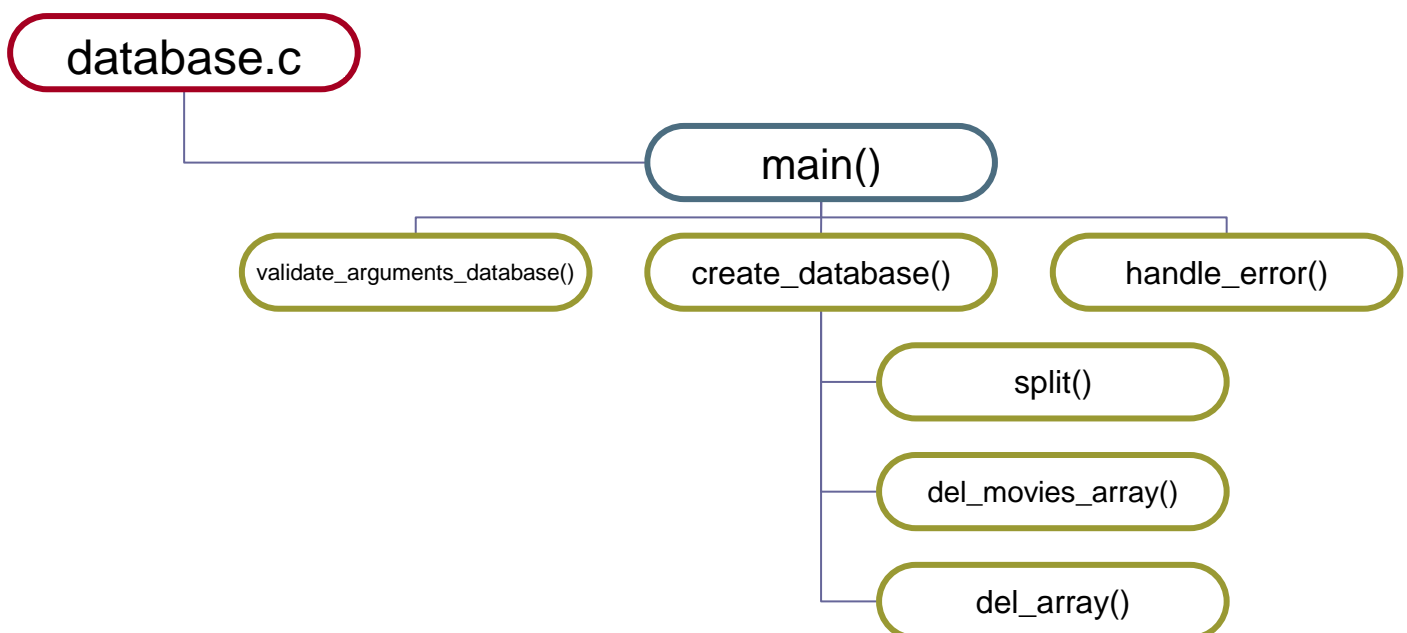 database.c
main()
validate_arguments_database()
create_database()
handle_error()
split()
del_movies_array()
del_array()